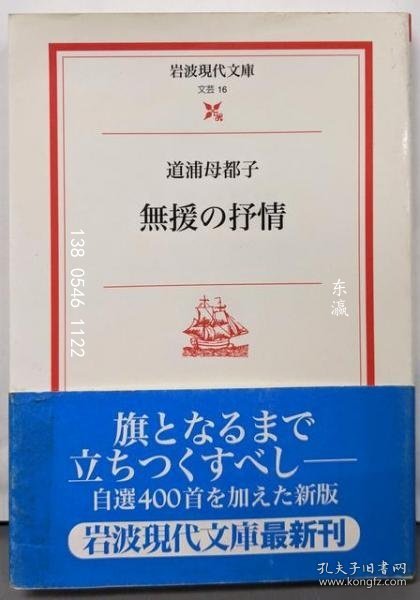 岩波現代文庫
文芸 16
道浦母都子
無援の抒情
138 0546 1122
东瀛
旗となるまで
立ちつくすべし――
自選400首を加えた新版
岩波現代文庫最新刊
孔夫子旧书网
www.kongfz.com